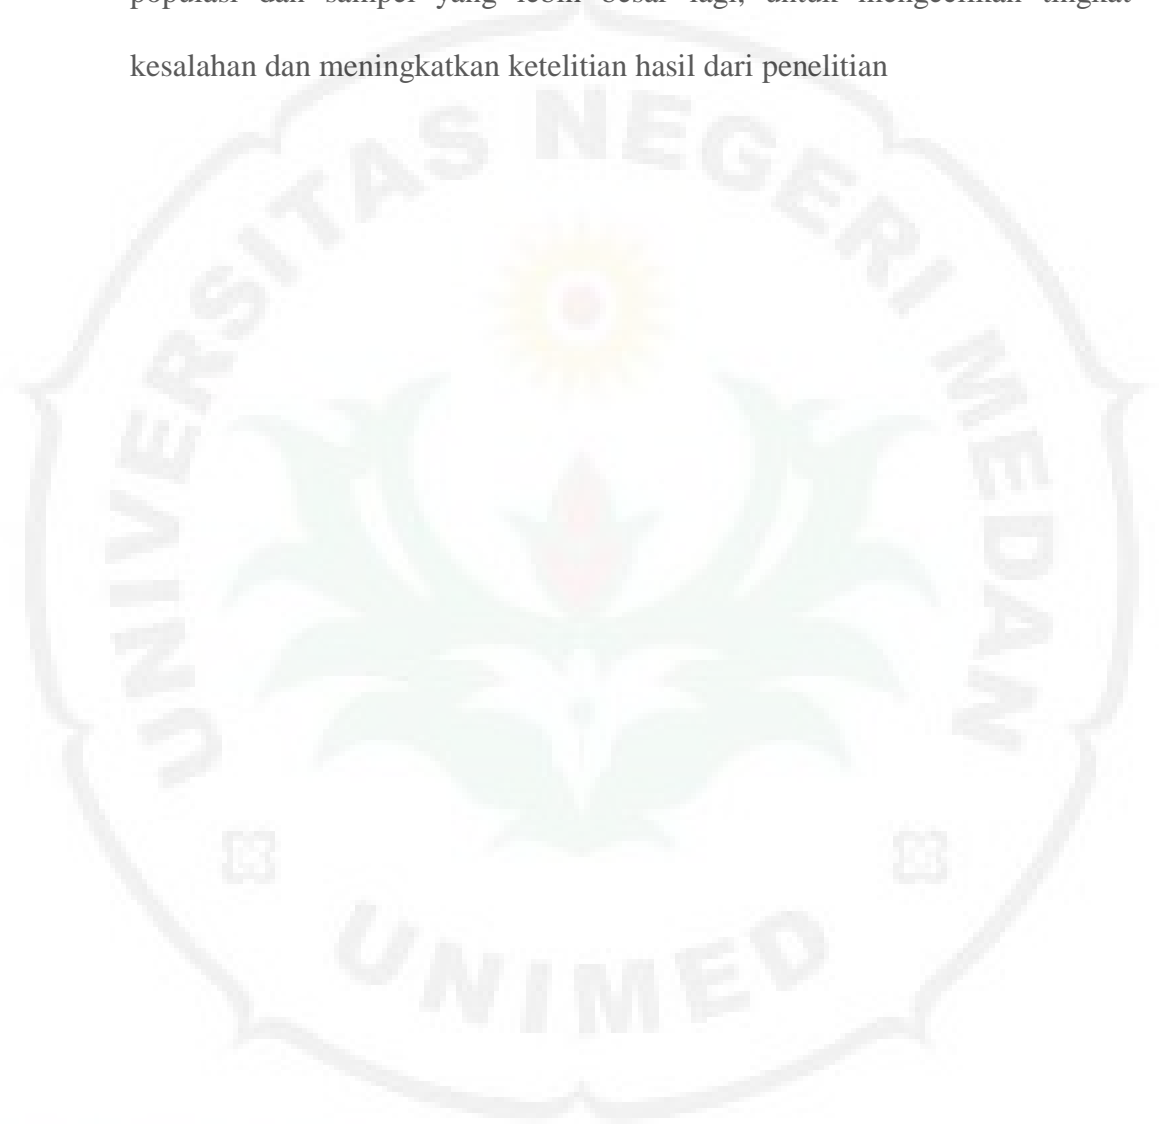 populasi dan sampel yang lebih besar lagi, untuk mengecilkan tingkat
kesalahan dan meningkatkan ketelitian hasil dari penelitian
UNIVERSITAS NEGERI MEDAN
UNIMED